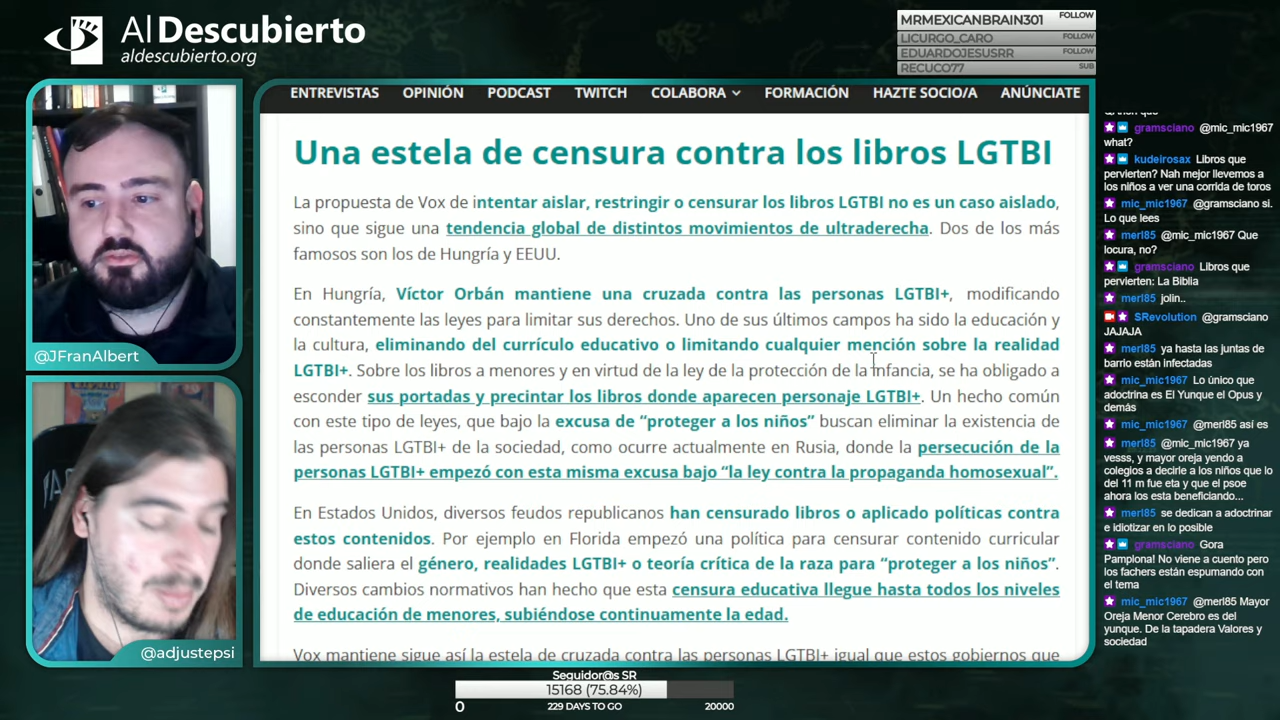 Al Descubierto
aldescubierto.org
MRMEXICANBRAIN301 FOLLOW
LICURGO_CARO FOLLOW
EDUARDOJESUSRR FOLLOW
RECUCO77 SUB
ENTREVISTAS OPINIÓN PODCAST TWITCH COLABORA FORMACIÓN HAZTE SOCIO/A ANÚNCIATE
Una estela de censura contra los libros LGTBI
La propuesta de Vox de intentar aislar, restringir o censurar los libros LGTBI no es un caso aislado,
sino que sigue una tendencia global de distintos movimientos de ultraderecha. Dos de los más
famosos son los de Hungría y EEUU.
En Hungría, Víctor Orbán mantiene una cruzada contra las personas LGTBI+, modificando
constantemente las leyes para limitar sus derechos. Uno de sus últimos campos ha sido la educación y
la cultura, eliminando del currículo educativo o limitando cualquier mención sobre la realidad
LGTBI+. Sobre los libros a menores y en virtud de la ley de la protección de la infancia, se ha obligado a
esconder sus portadas y precintar los libros donde aparecen personaje LGTBI+. Un hecho común
con este tipo de leyes, que bajo la excusa de “proteger a los niños” buscan eliminar la existencia de
las personas LGTBI+ de la sociedad, como ocurre actualmente en Rusia, donde la persecución de la
personas LGTBI+ empezó con esta misma excusa bajo “la ley contra la propaganda homosexual”.
En Estados Unidos, diversos feudos republicanos han censurado libros o aplicado políticas contra
estos contenidos. Por ejemplo en Florida empezó una política para censurar contenido curricular
donde saliera el género, realidades LGTBI+ o teoría crítica de la raza para “proteger a los niños”.
Diversos cambios normativos han hecho que esta censura educativa llegue hasta todos los niveles
de educación de menores, subiéndose continuamente la edad.
Vox mantiene sigue así la estela de cruzada contra las personas LGTBI+ igual que estos gobiernos que
@JFranAlbert
@adjustepsi
gramsciano @mic_mic1967
what?
kudeirosax Libros que
pervierten? Nah mejor llevemos a
los niños a ver una corrida de toros
mic_mic1967 @gramsciano si.
Lo que lees
merl85 @mic_mic1967 Que
locura, no?
gramsciano Libros que
pervierten: La Biblia
merl85 jolin..
SRevolution @gramsciano
JAJAJA
merl85 ya hasta las juntas de
barrio están infectadas
mic_mic1967 Lo único que
adoctrina es El Yunque el Opus y
demás
mic_mic1967 @merl85 así es
merl85 @mic_mic1967 ya
vesss, y mayor oreja yendo a
colegios a decirle a los niños que lo
del 11 m fue eta y que el psoe
ahora los esta beneficiando...
merl85 se dedican a adoctrinar
e idiotizar en lo posible
gramsciano Gora
Pamplona! No viene a cuento pero
los fachers están espumando con
el tema
mic_mic1967 @merl85 Mayor
Oreja Menor Cerebro es del
yunque. De la tapadera Valores y
sociedad
Seguidor@s SR
15168 (75.84%)
0 229 DAYS TO GO 20000